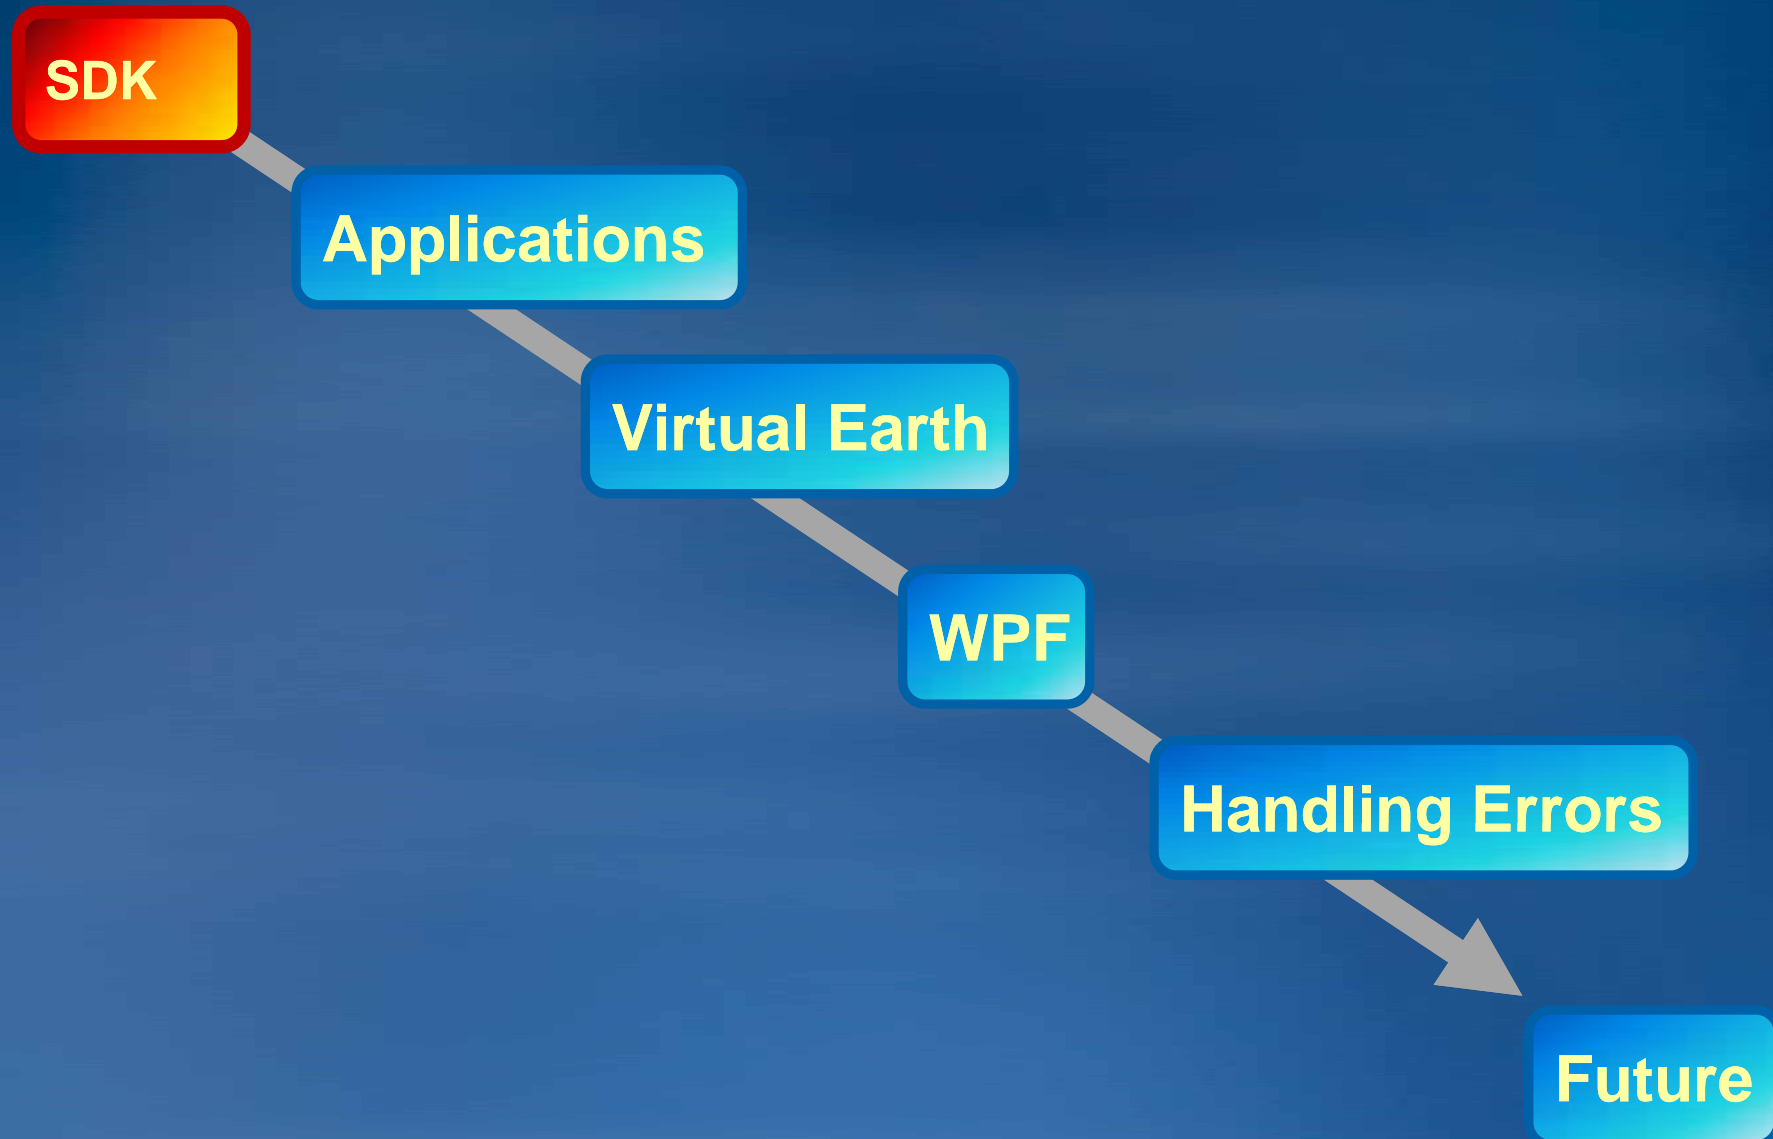 SDK
Applications
Virtual Earth
WPF
Handling Errors
Future